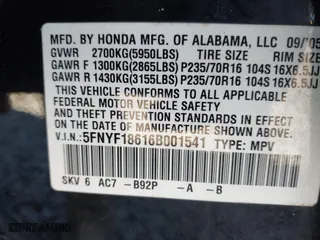 MFD. BY HONDA MFG. OF ALABAMA, LLC 09/05
GVWR 2700KG(5950LBS) TIRE SIZE RIM SIZE
GAWR F 1300KG(2865LBS) P235/70R16 104S 16X6.5JJ
GAWR R 1430KG(3155LBS) P235/70R16 104S 16X6.5JJ
THIS VEHICLE CONFORMS TO ALL APPLICABLE
FEDERAL MOTOR VEHICLE SAFETY AND
THEFT PREVENTION STANDARDS IN EFFECT ON
THE DATE OF MANUFACTURE SHOWN ABOVE.
V.I.N: 5FNYF18616B001541 TYPE: MPV
SKV 6 AC7 -B92P -A -B